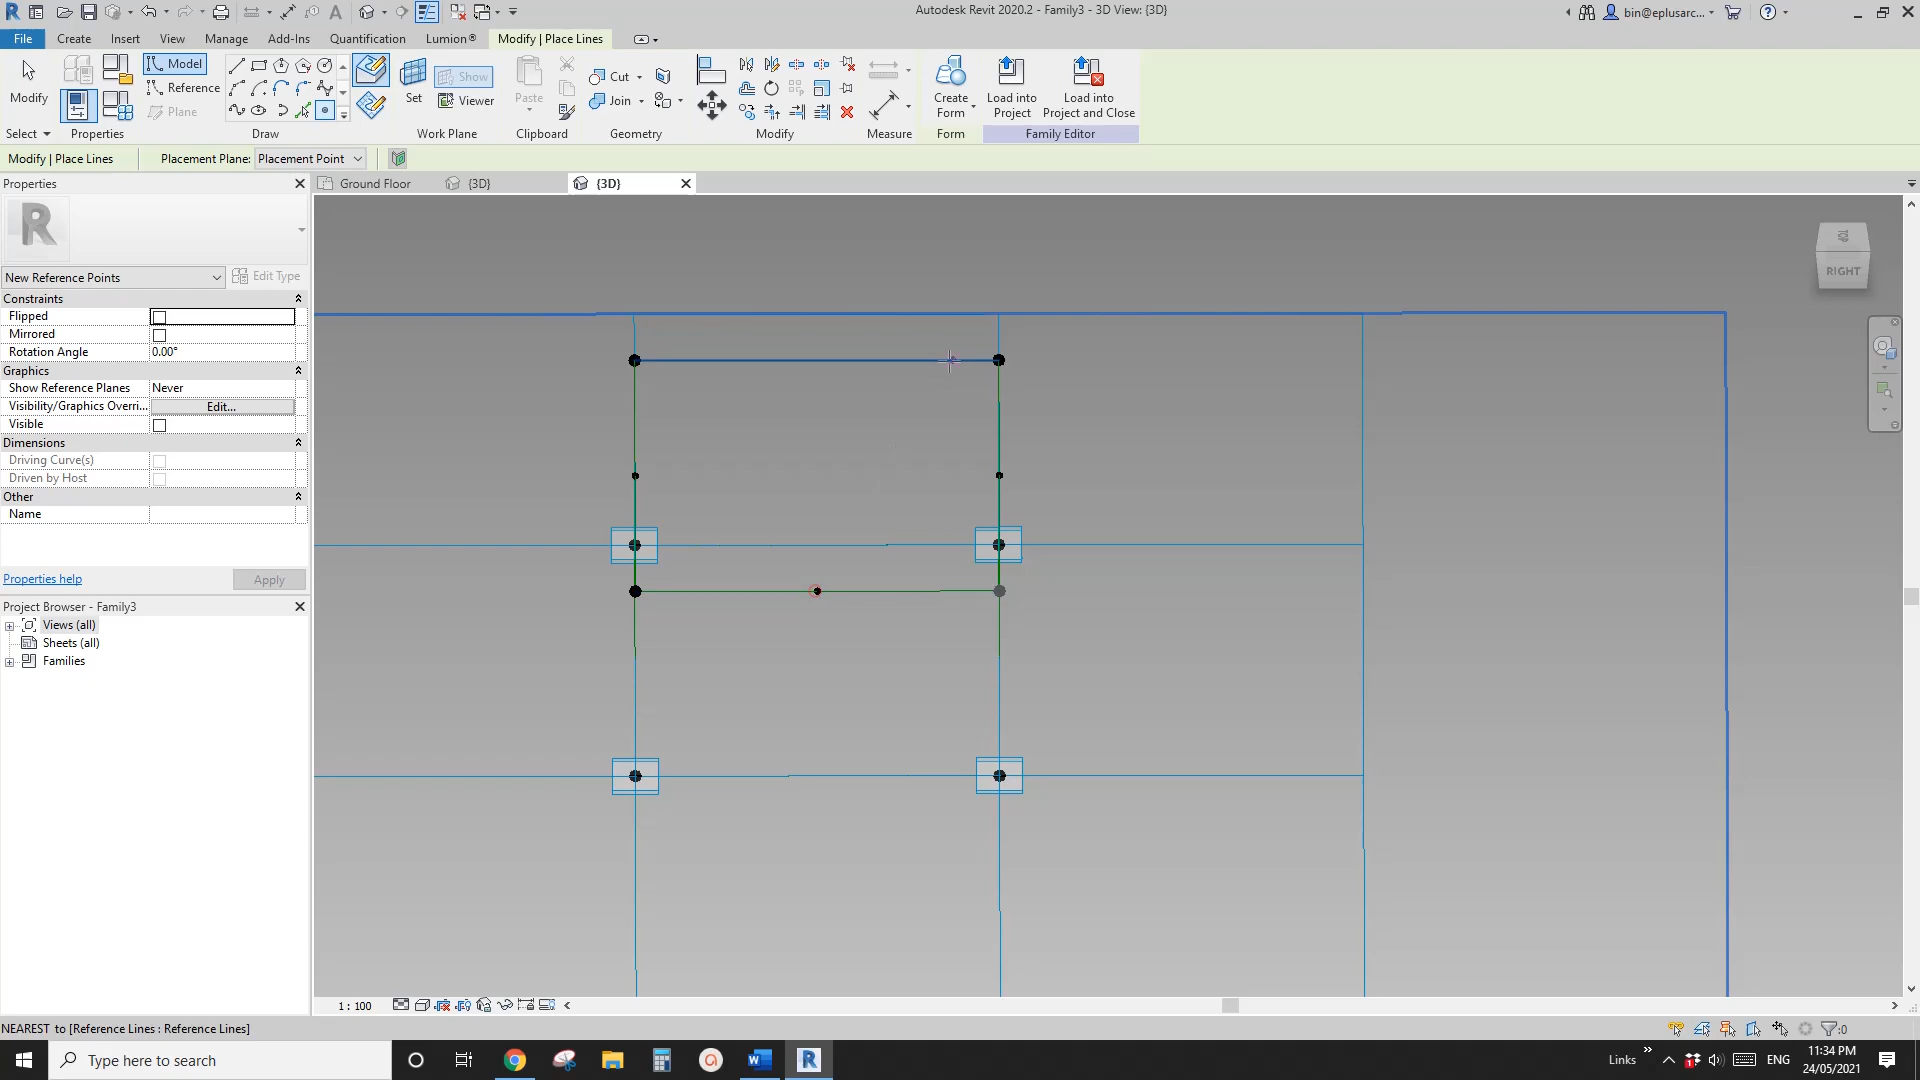 Autodesk Revit 2020.2 - Family3 - 3D View: {3D}
bin@eplusarc...
File Create Insert View Manage Add-Ins Quantification Lumion® Modify | Place Lines
Modify
Model
Reference
Plane
Set
Show
Viewer
Paste
Cut
Join
Create Form
Load into Project
Load into Project and Close
Select Properties Draw Work Plane Clipboard Geometry Modify Measure Form Family Editor
Modify | Place Lines Placement Plane: Placement Point
Properties
Ground Floor {3D} {3D}
R
New Reference Points Edit Type
Constraints
Flipped
Mirrored
Rotation Angle 0.00°
Graphics
Show Reference Planes Never
Visibility/Graphics Overri... Edit...
Visible
Dimensions
Driving Curve(s)
Driven by Host
Other
Name
Properties help Apply
Project Browser - Family3
Views (all)
Sheets (all)
Families
RIGHT
1 : 100
NEAREST to [Reference Lines : Reference Lines]
:0
Type here to search
Links » ENG
11:34 PM
24/05/2021